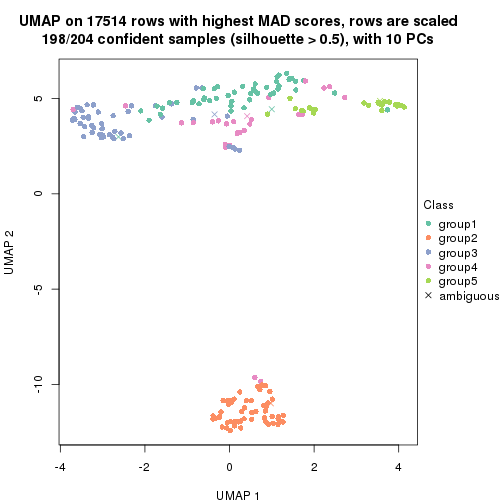 UMAP on 17514 rows with highest MAD scores, rows are scaled
198/204 confident samples (silhouette > 0.5), with 10 PCs
5
0
-5
-10
UMAP 2
-4
-2
0
2
4
UMAP 1
Class
group1
group2
group3
group4
group5
ambiguous